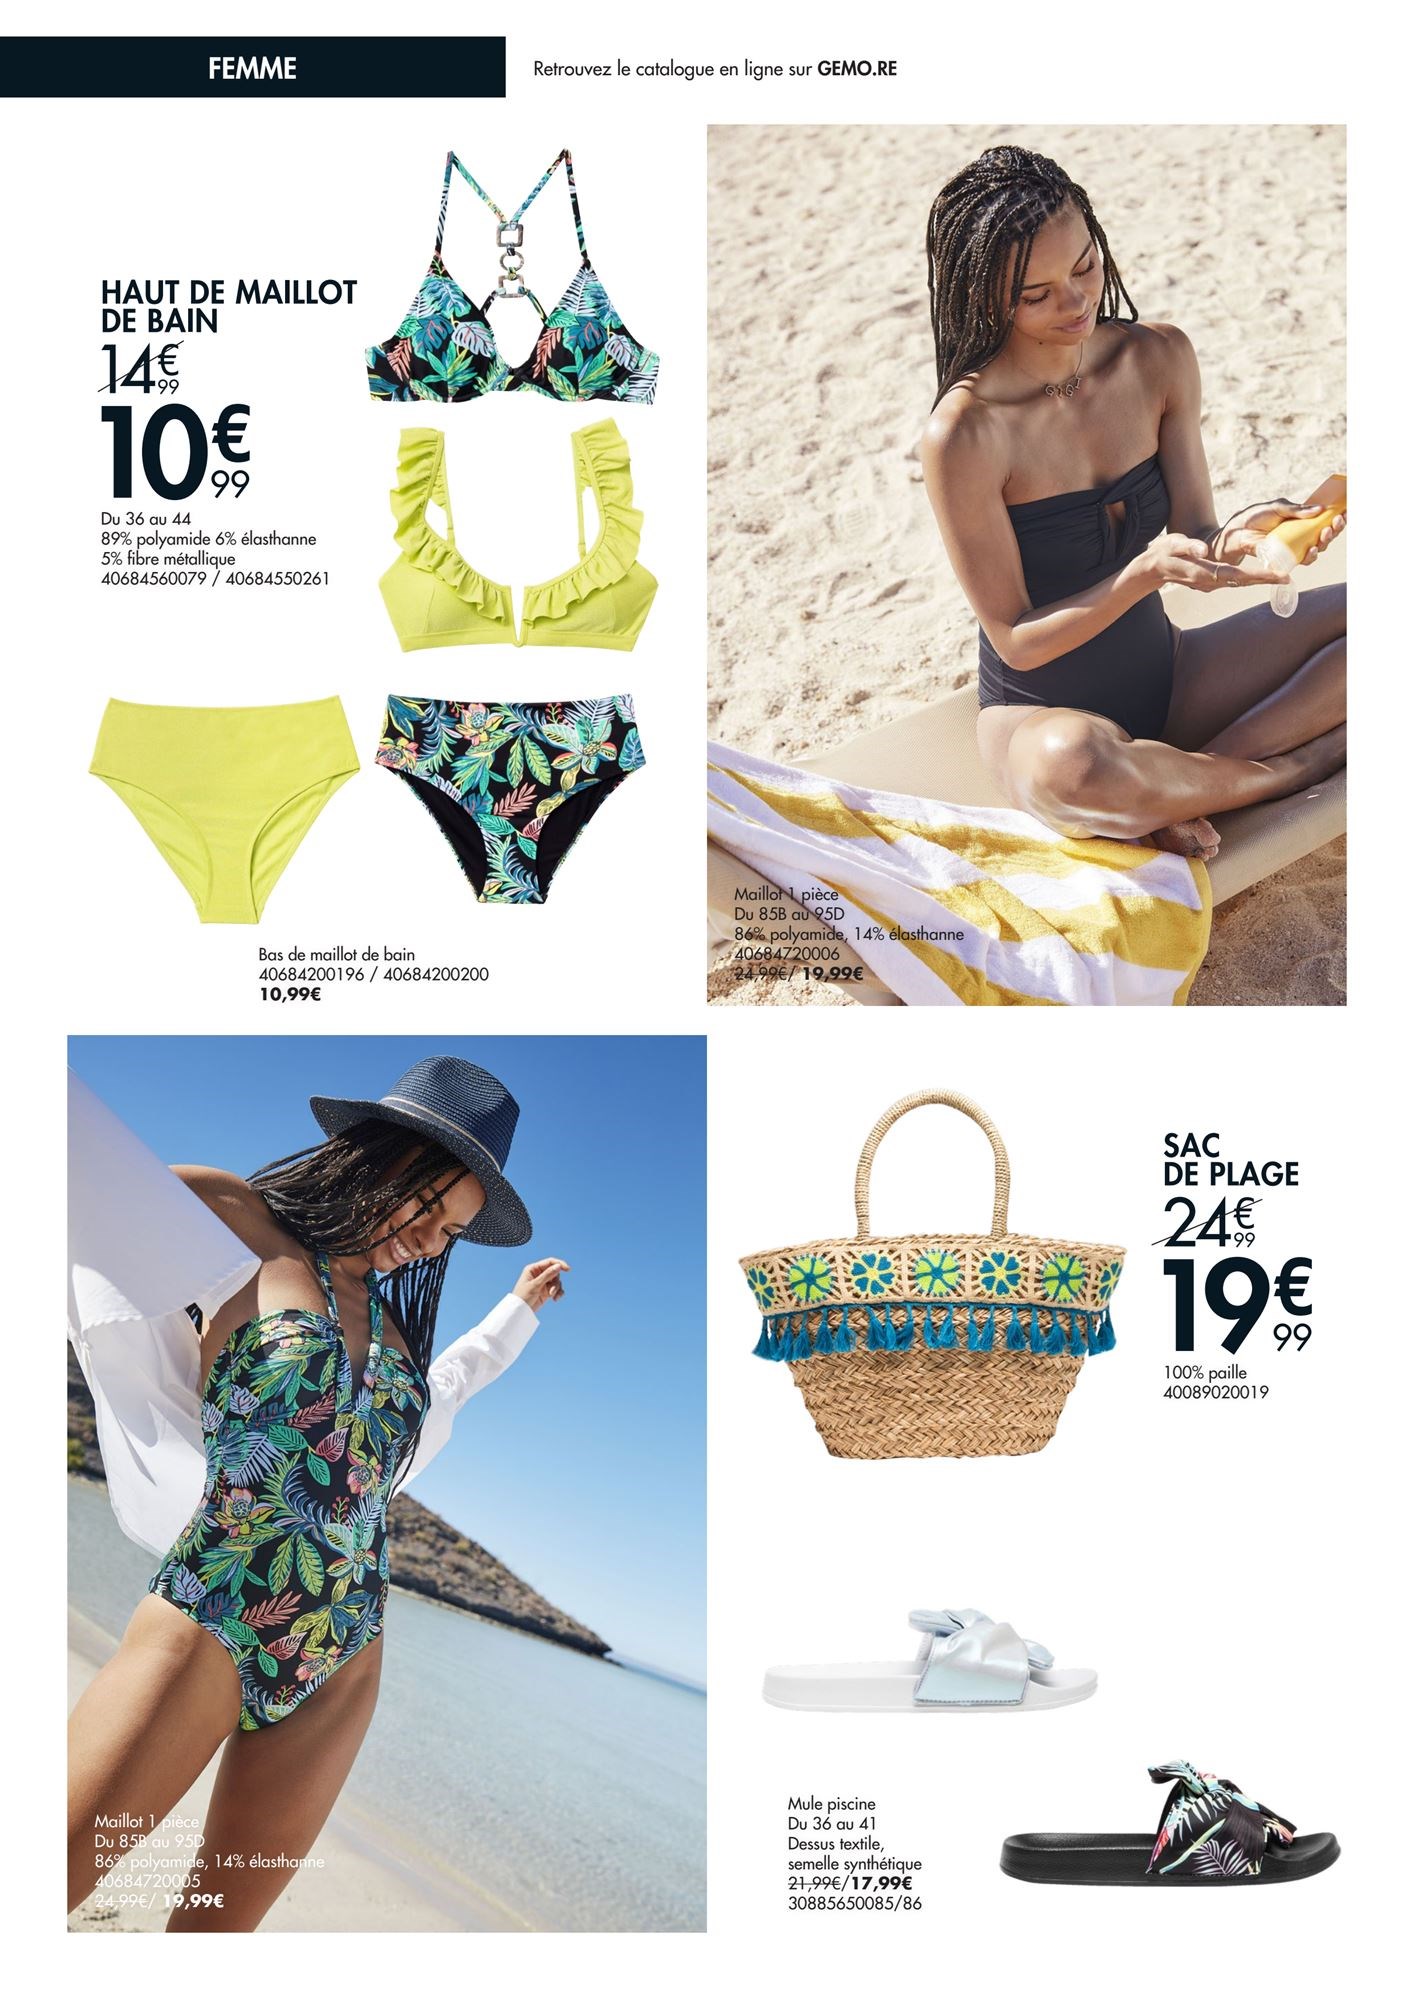 FEMME
Retrouvez le catalogue en ligne sur GEMO.RE
HAUT DE MAILLOT
DE BAIN
14€99
10€99
Du 36 au 44
89% polyamide 6% élasthanne
5% fibre métallique
40684560079 / 40684550261
Bas de maillot de bain
40684200196 / 40684200200
10,99€
GIGI
Maillot 1 pièce
Du 85B au 95D
86% polyamide, 14% élasthanne
40684720006
24,99€/ 19,99€
SAC
DE PLAGE
24€99
19€99
100% paille
40089020019
Maillot 1 pièce
Du 85B au 95D
86% polyamide, 14% élasthanne
40684720005
24,99€/ 19,99€
Mule piscine
Du 36 au 41
Dessus textile,
semelle synthétique
21,99€/17,99€
30885650085/86